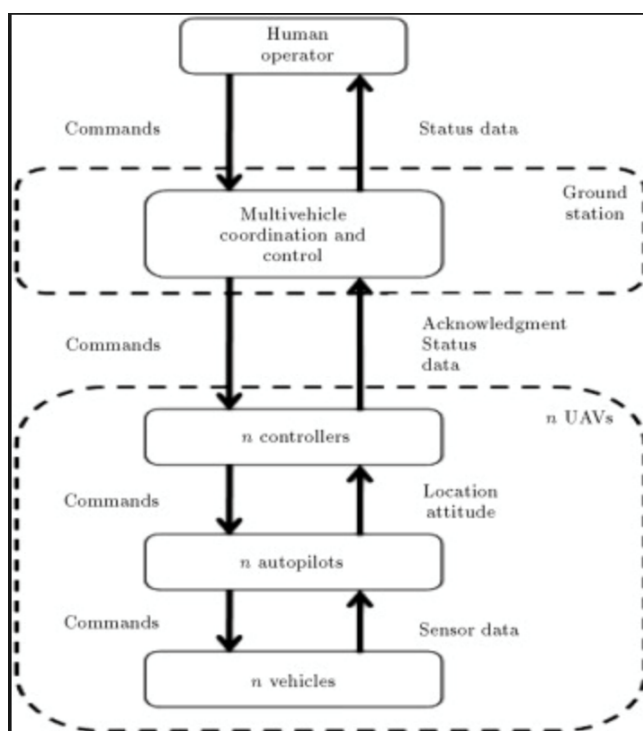 Human
operator
Commands
Status data
Ground
station
Multivehicle
coordination and
control
Commands
Acknowledgment
Status
data
n UAVs
n controllers
Commands
Location
attitude
n autopilots
Commands
Sensor data
n vehicles